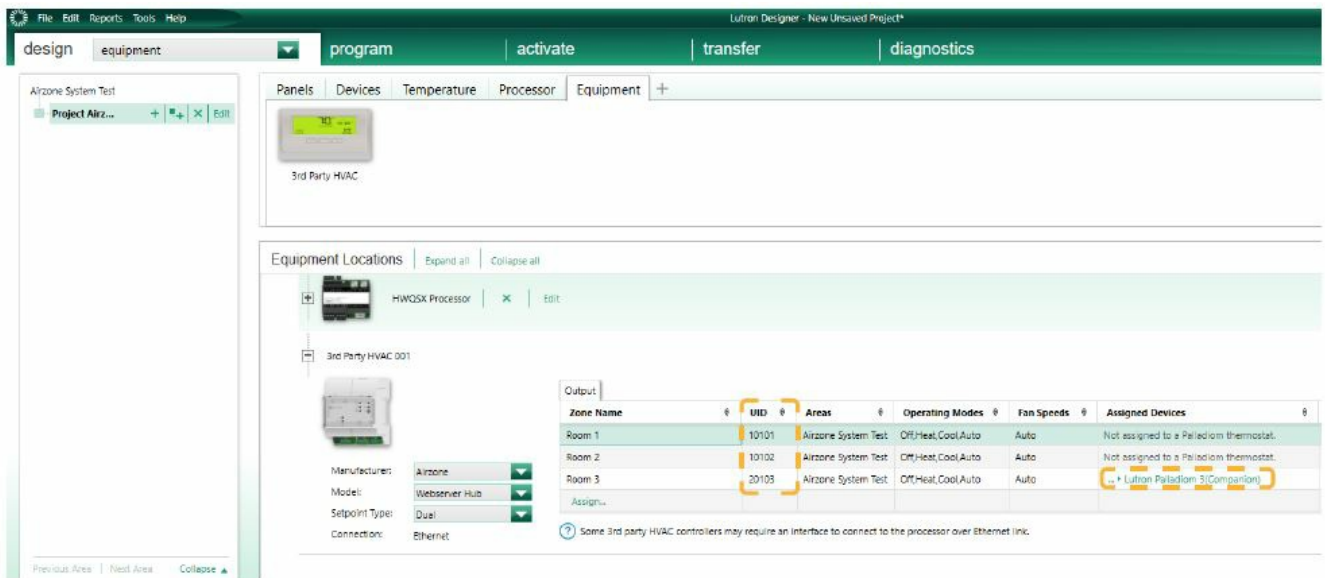 File Edit Reports Tools Help
Lutron Designer - New Unsaved Project*
design equipment program activate transfer diagnostics
Airzone System Test
Project Airz... + + × Edit
Panels Devices Temperature Processor Equipment +
3rd Party HVAC
Equipment Locations Expand all Collapse all
HWQSX Processor × Edit
3rd Party HVAC 001
Output
Zone Name UID Areas Operating Modes Fan Speeds Assigned Devices
Room 1 10101 Airzone System Test Off,Heat,Cool,Auto Auto Not assigned to a Palladiom thermostat.
Room 2 10102 Airzone System Test Off,Heat,Cool,Auto Auto Not assigned to a Palladiom thermostat.
Room 3 20103 Airzone System Test Off,Heat,Cool,Auto Auto ... Lutron Palladiom 3(Companion)
Assign...
Manufacturer: Airzone
Model: Webserver Hub
Setpoint Type: Dual
Connection: Ethernet
? Some 3rd party HVAC controllers may require an interface to connect to the processor over Ethernet link.
Previous Area | Next Area Collapse